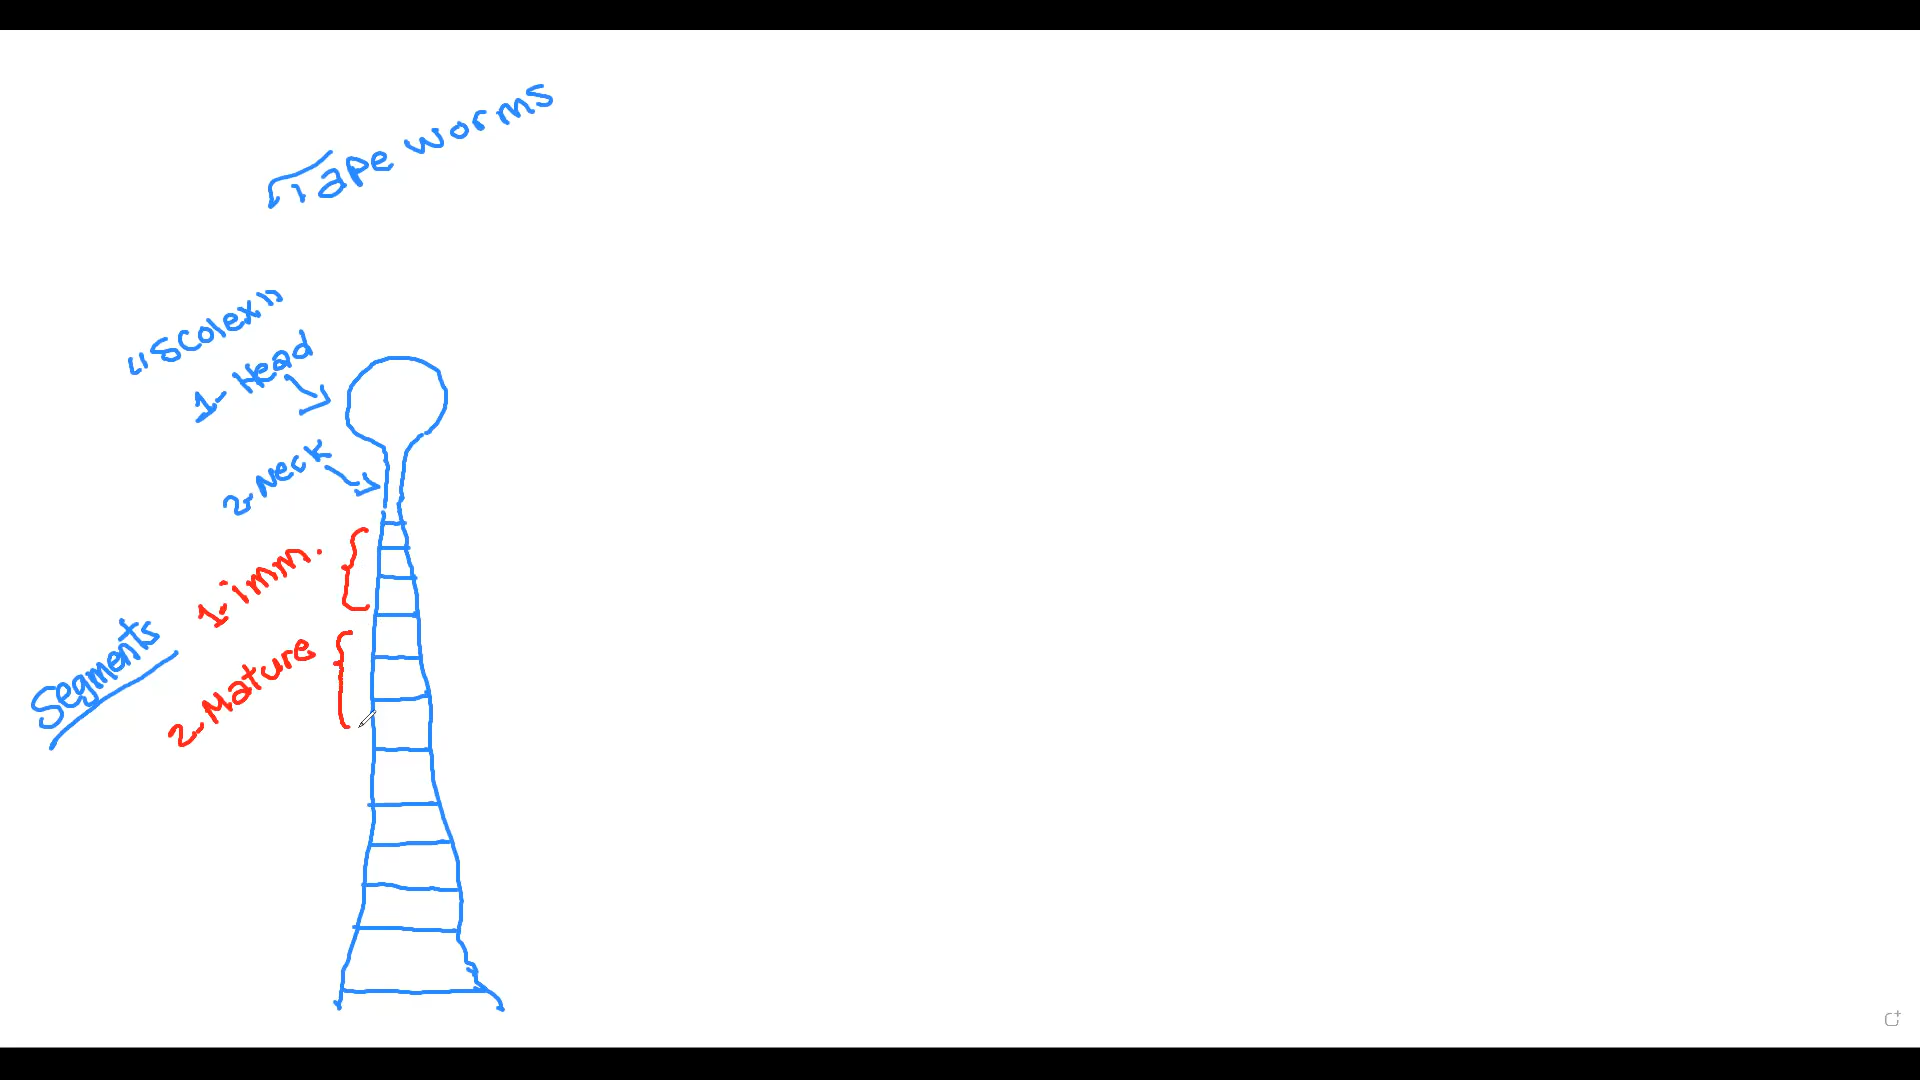 Tape worms
"Scolex"
1- Head
2- Neck
1- imm.
Segments
2- Mature